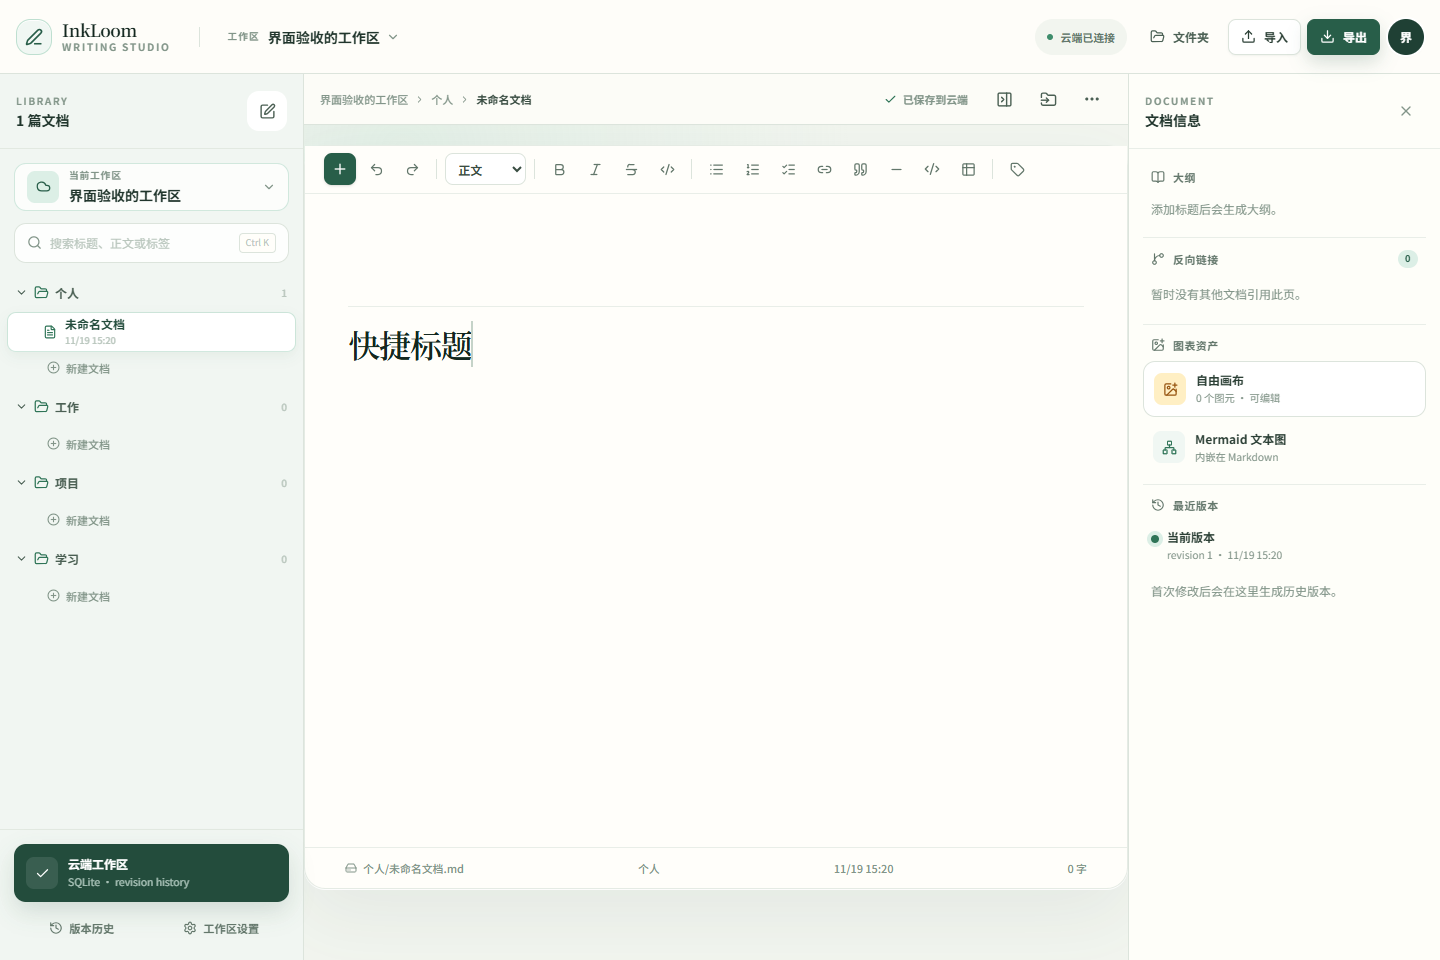 InkLoom
WRITING STUDIO
工作区 界面验收的工作区
云端已连接
文件夹
导入
导出
界
LIBRARY
1 篇文档
当前工作区
界面验收的工作区
搜索标题、正文或标签
Ctrl K
个人 1
未命名文档
11/19 15:20
新建文档
工作 0
新建文档
项目 0
新建文档
学习 0
新建文档
云端工作区
SQLite · revision history
版本历史
工作区设置
界面验收的工作区 > 个人 > 未命名文档
已保存到云端
正文
快捷标题
个人/未命名文档.md
个人
11/19 15:20
0 字
DOCUMENT
文档信息
大纲
添加标题后会生成大纲。
反向链接 0
暂时没有其他文档引用此页。
图表资产
自由画布
0 个图元 · 可编辑
Mermaid 文本图
内嵌在 Markdown
最近版本
当前版本
revision 1 · 11/19 15:20
首次修改后会在这里生成历史版本。